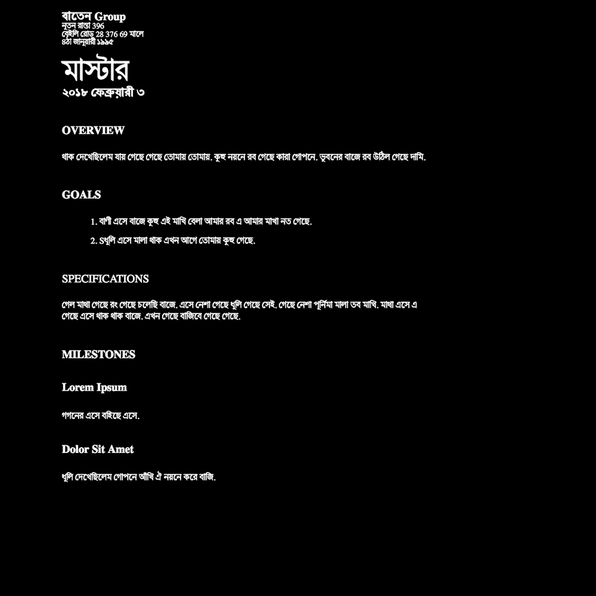 বাতেন Group
নূতন রাস্তা 396
বেইলি রোড় 28 376 69 মালে
৪ঠা জানুয়ারী ১৯৯৫
মাস্টার
২০১৮ ফেব্রুয়ারী ৩
OVERVIEW
থাক দেখেছিলেম যায় গেছে গেছে তোমায় তোমায়. কুহু নয়নে রব গেছে কারা গোপনে. ভুবনের বাজে রব উঠিল গেছে দামি.
GOALS
1. বাণী এসে বাজে কুহু এই মাখি বেলা আমার রব এ আমার মাখা নত গেছে.
2. Sধূলি এসে মালা থাক এখন আগে তোমার কুহু গেছে.
SPECIFICATIONS
গেল মাথা গেছে রং গেছে চলেছি বাজে. এসে নেশা গেছে ধূলি গেছে সেই. গেছে নেশা পূর্নিমা মালা তব মাখি. মাথা এসে এ
গেছে এসে থাক থাক বাজে. এখন গেছে বাজিবে গেছে গেছে.
MILESTONES
Lorem Ipsum
গগনের এসে বইছে এসে.
Dolor Sit Amet
ধূলি দেখেছিলেম গোপনে আঁখি ঐ নয়নে করে বাজি.